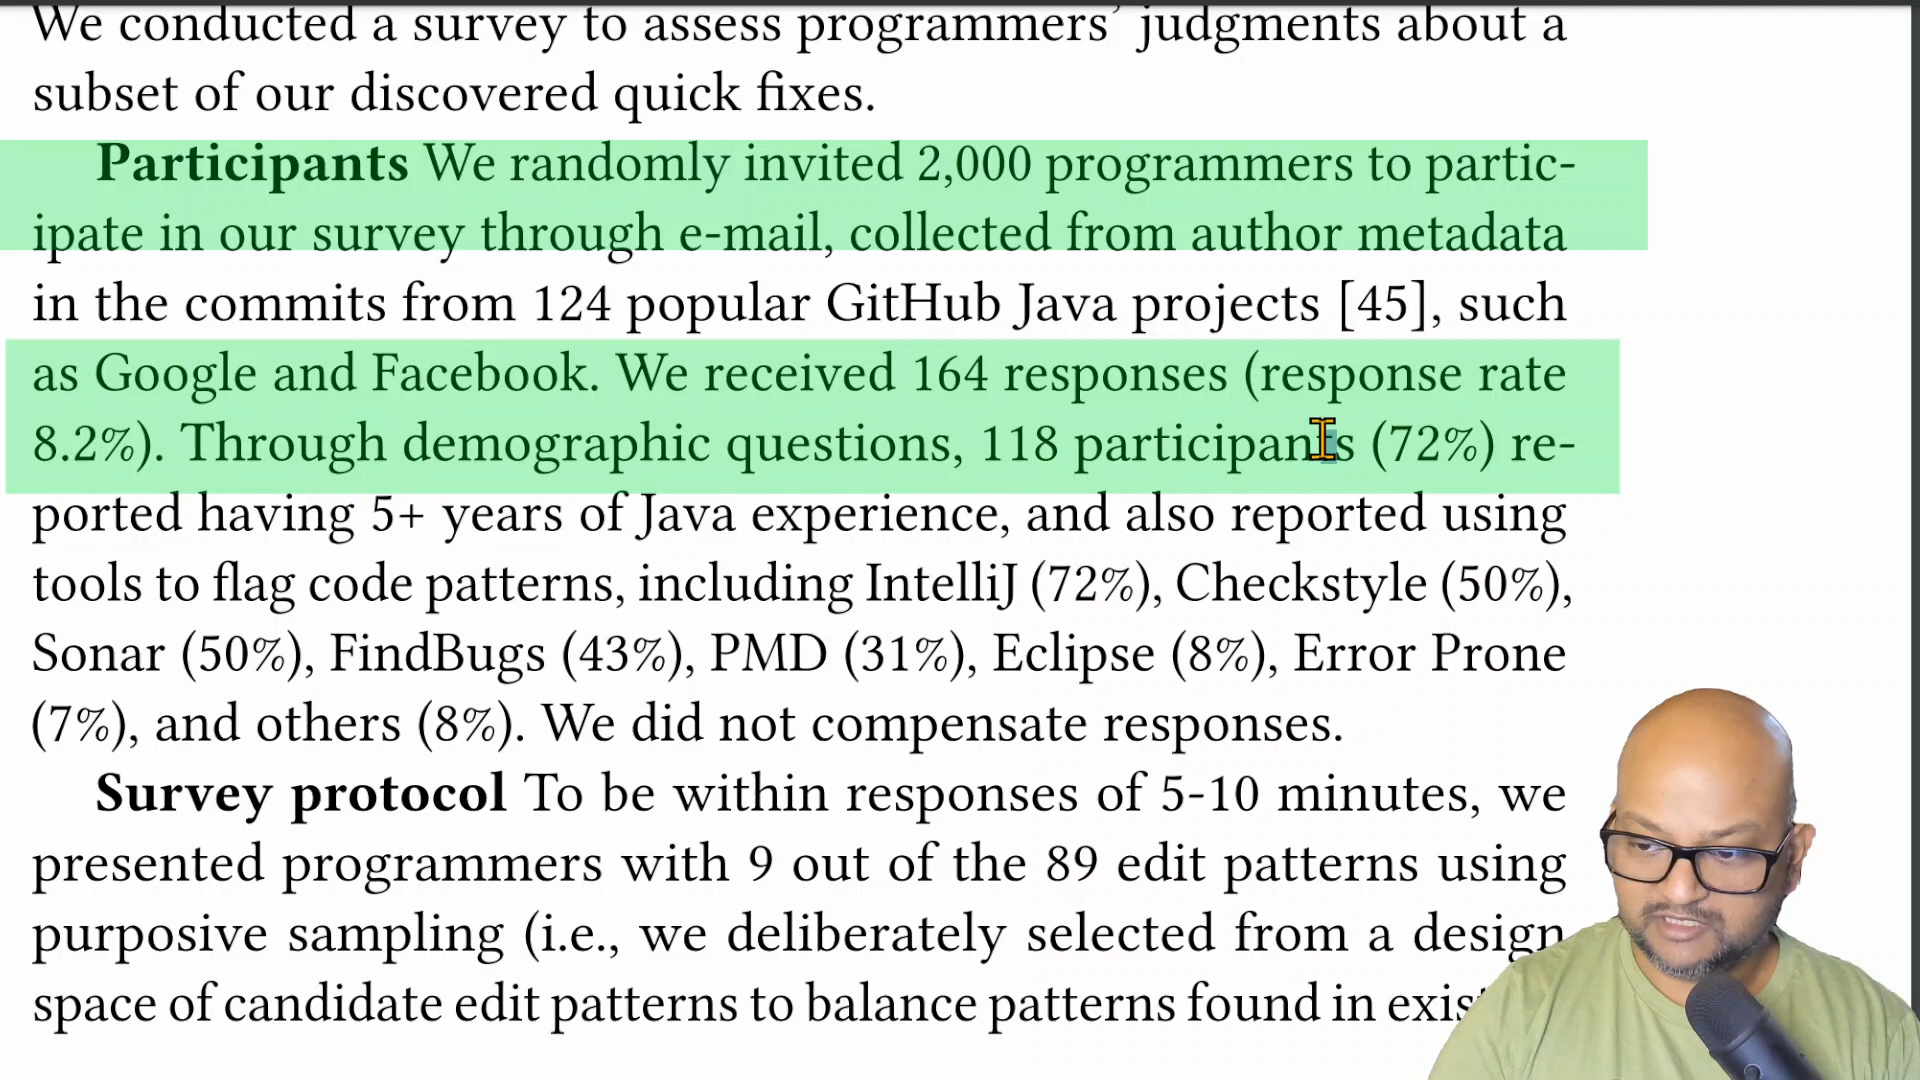 We conducted a survey to assess programmers' judgments about a
subset of our discovered quick fixes.
Participants We randomly invited 2,000 programmers to partic-
ipate in our survey through e-mail, collected from author metadata
in the commits from 124 popular GitHub Java projects [45], such
as Google and Facebook. We received 164 responses (response rate
8.2%). Through demographic questions, 118 participants (72%) re-
ported having 5+ years of Java experience, and also reported using
tools to flag code patterns, including IntelliJ (72%), Checkstyle (50%),
Sonar (50%), FindBugs (43%), PMD (31%), Eclipse (8%), Error Prone
(7%), and others (8%). We did not compensate responses.
Survey protocol To be within responses of 5-10 minutes, we
presented programmers with 9 out of the 89 edit patterns using
purposive sampling (i.e., we deliberately selected from a design
space of candidate edit patterns to balance patterns found in